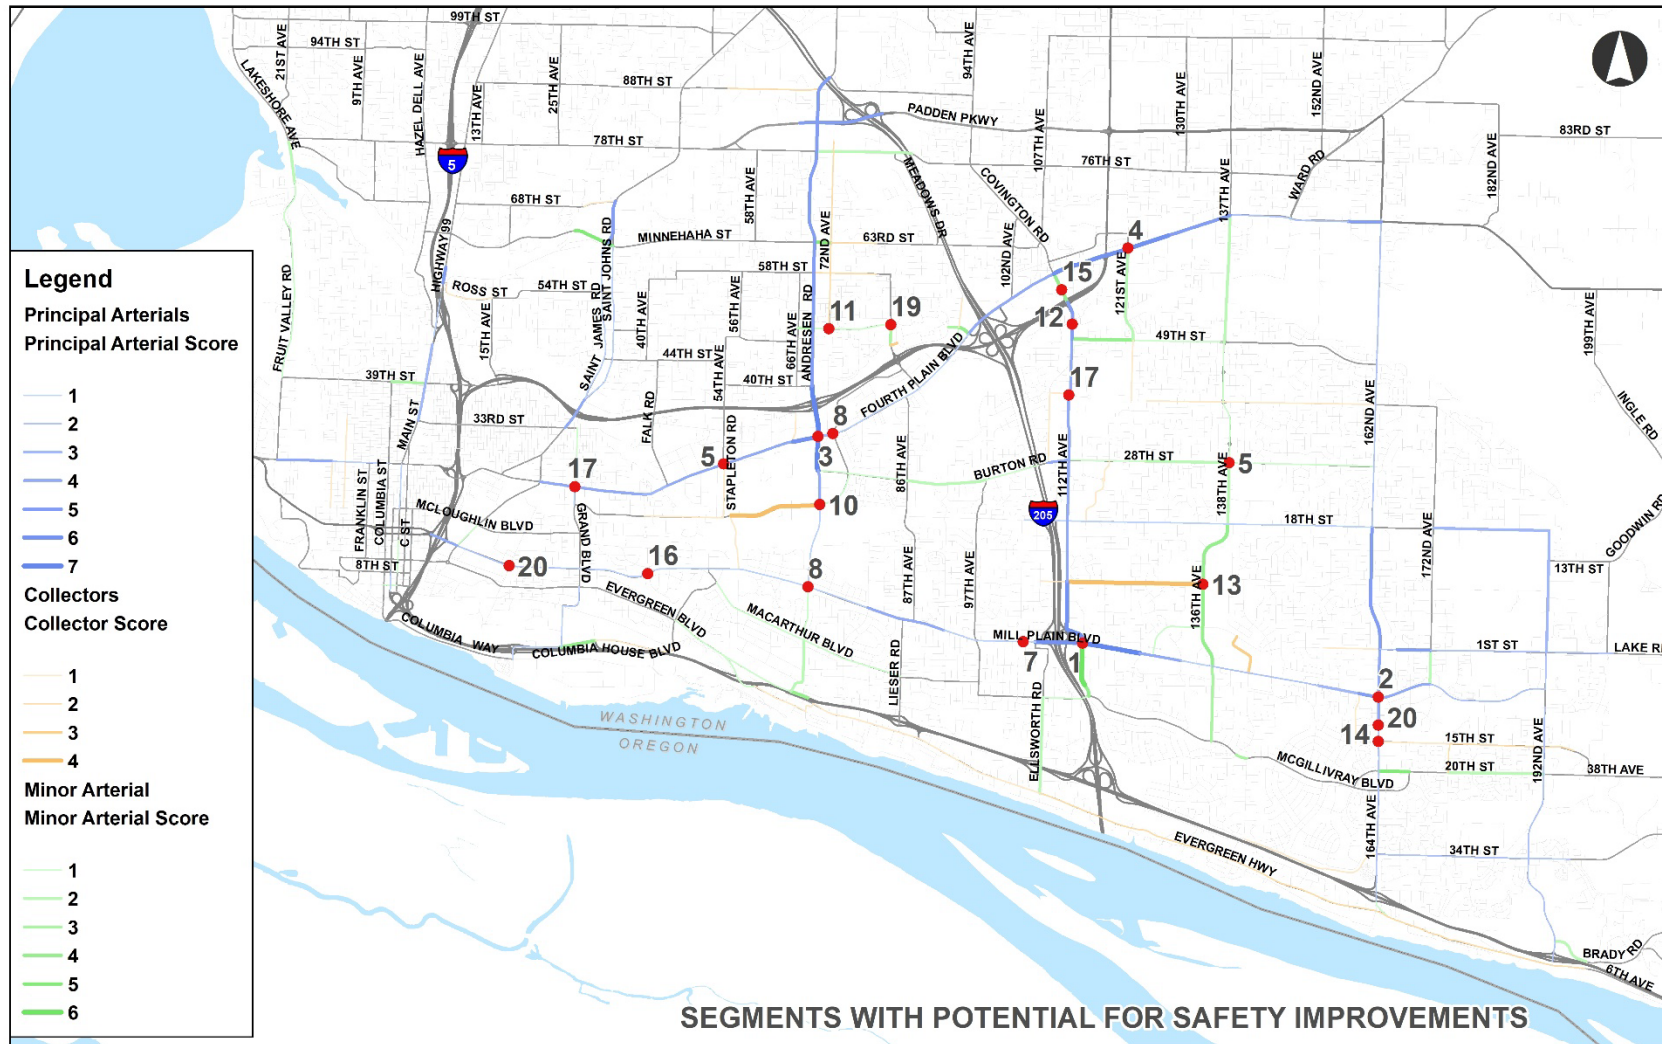 99TH ST
94TH ST
88TH ST
78TH ST
68TH ST
21ST AVE
9TH AVE
HAZEL DELL AVE
13TH AVE
25TH AVE
LAKESHORE AVE
5
94TH AVE
PADDEN PKWY
107TH AVE
130TH AVE
152ND AVE
83RD ST
76TH ST
WARD RD
182ND AVE
137TH AVE
MEADOWS DR
COVINGTON RD
58TH AVE
72ND AVE
MINNEHAHA ST
63RD ST
102ND AVE
4
121ST AVE
HIGHWAY 99
ROSS ST
54TH ST
SAINT JAMES RD
SAINT JOHNS RD
58TH ST
56TH AVE
40TH AVE
15TH AVE
66TH AVE
ANDRESEN RD
11
19
15
12
49TH ST
199TH AVE
FRUIT VALLEY RD
44TH ST
40TH ST
54TH AVE
FOURTH PLAIN BLVD
39TH ST
33RD ST
MAIN ST
SAINT JAMES RD
FALK RD
STAPLETON RD
17
8
3
5
17
10
86TH AVE
BURTON RD
112TH AVE
28TH ST
138TH AVE
5
162ND AVE
INGLE RD
GOODWIN RD
205
18TH ST
172ND AVE
13TH ST
FRANKLIN ST
COLUMBIA ST
C ST
MCLOUGHLIN BLVD
8TH ST
20
GRAND BLVD
16
8
87TH AVE
97TH AVE
136TH AVE
13
EVERGREEN BLVD
MACARTHUR BLVD
COLUMBIA WAY
COLUMBIA HOUSE BLVD
LIESER RD
MILL PLAIN BLVD
7
1
1ST ST
ELLSWORTH RD
2
20
14
15TH ST
20TH ST
38TH AVE
192ND AVE
MCGILLIVRAY BLVD
164TH AVE
34TH ST
EVERGREEN HWY
BRADY RD
6TH AVE
WASHINGTON
OREGON
Legend
Principal Arterials
Principal Arterial Score
1
2
3
4
5
6
7
Collectors
Collector Score
1
2
3
4
Minor Arterial
Minor Arterial Score
1
2
3
4
5
6
SEGMENTS WITH POTENTIAL FOR SAFETY IMPROVEMENTS